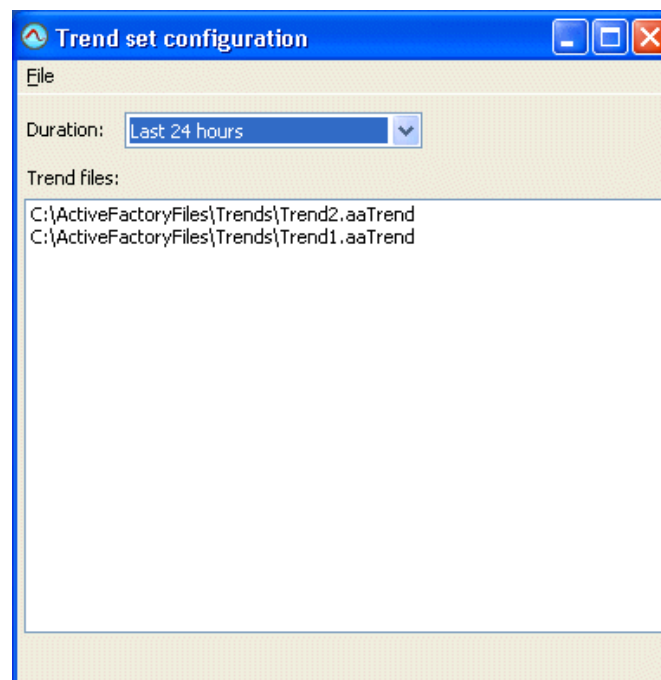 Trend set configuration
File
Duration: Last 24 hours
Trend files:
C:\ActiveFactoryFiles\Trends\Trend2.aaTrend
C:\ActiveFactoryFiles\Trends\Trend1.aaTrend